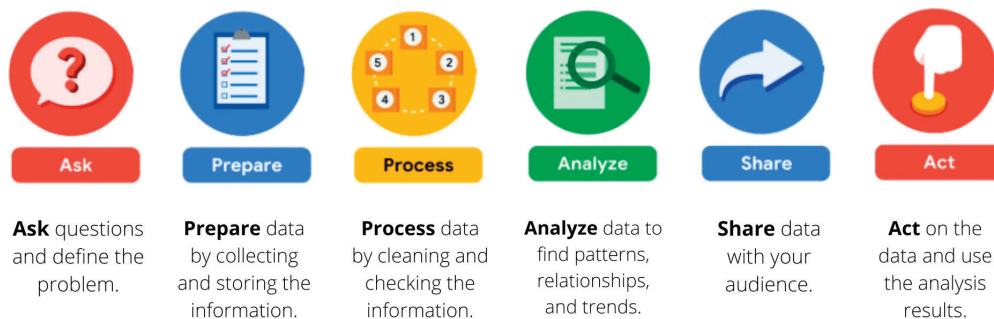 ?
1
5
2
4
3
Ask
Prepare
Process
Analyze
Share
Act
Ask questions
and define the
problem.
Prepare data
by collecting
and storing the
information.
Process data
by cleaning and
checking the
information.
Analyze data to
find patterns,
relationships,
and trends.
Share data
with your
audience.
Act on the
data and use
the analysis
results.